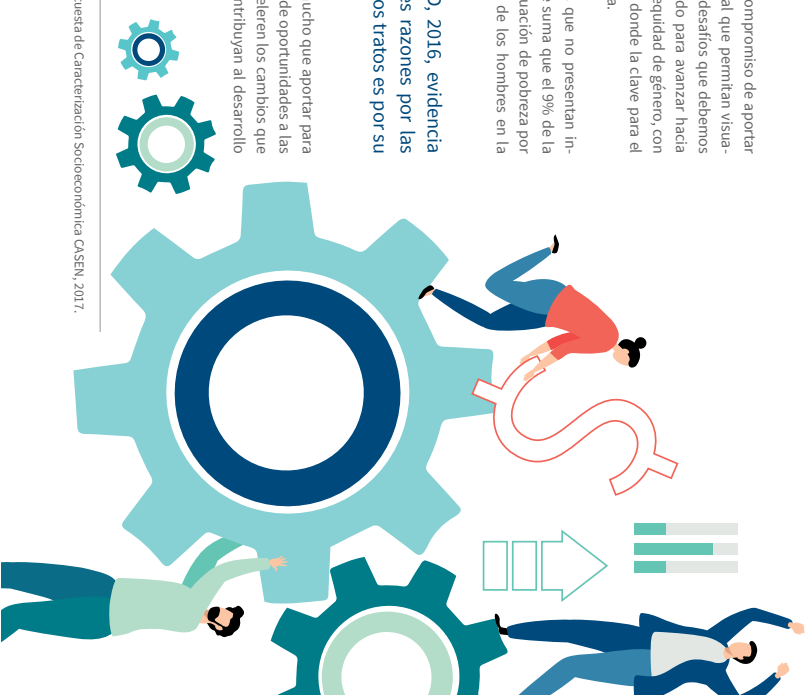 ompromiso de aportar
al que permitan visua-
desafíos que debemos
do para avanzar hacia
equidad de género, con
donde la clave para el
a.
que no presentan in-
suma que el 9% de la
uación de pobreza por
de los hombres en la
, 2016, evidencia
es razones por las
os tratos es por su
ucho que aportar para
de oportunidades a las
eleren los cambios que
ntribuyan al desarrollo
cuesta de Caracterización Socioeconómica CASEN, 2017.